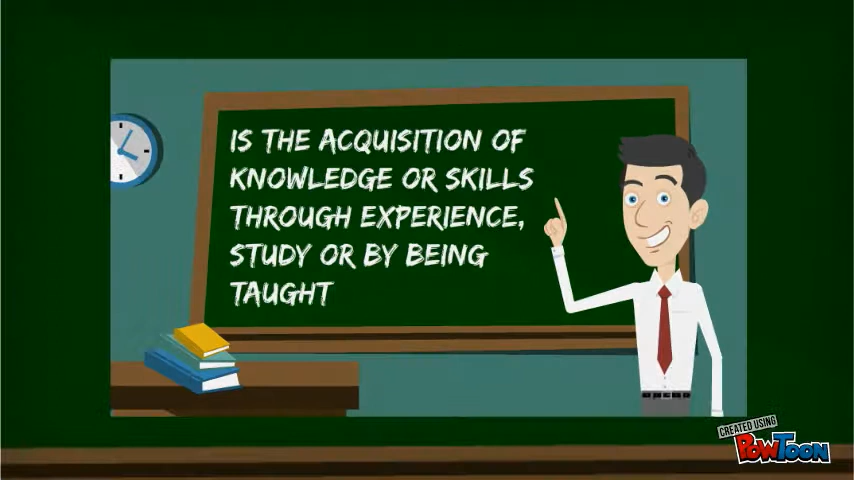 IS THE ACQUISITION OF
KNOWLEDGE OR SKILLS
THROUGH EXPERIENCE,
STUDY OR BY BEING
TAUGHT
CREATED USING
POWTOON